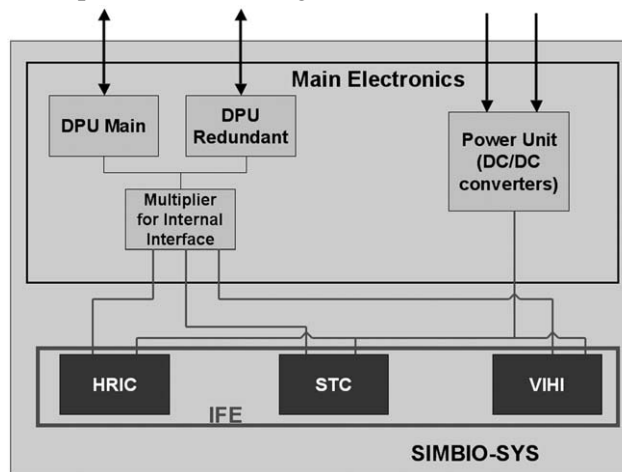 Main Electronics
DPU Main
DPU
Redundant
Power Unit
(DC/DC
converters)
Multiplier
for Internal
Interface
HRIC
STC
VIHI
IFE
SIMBIO-SYS